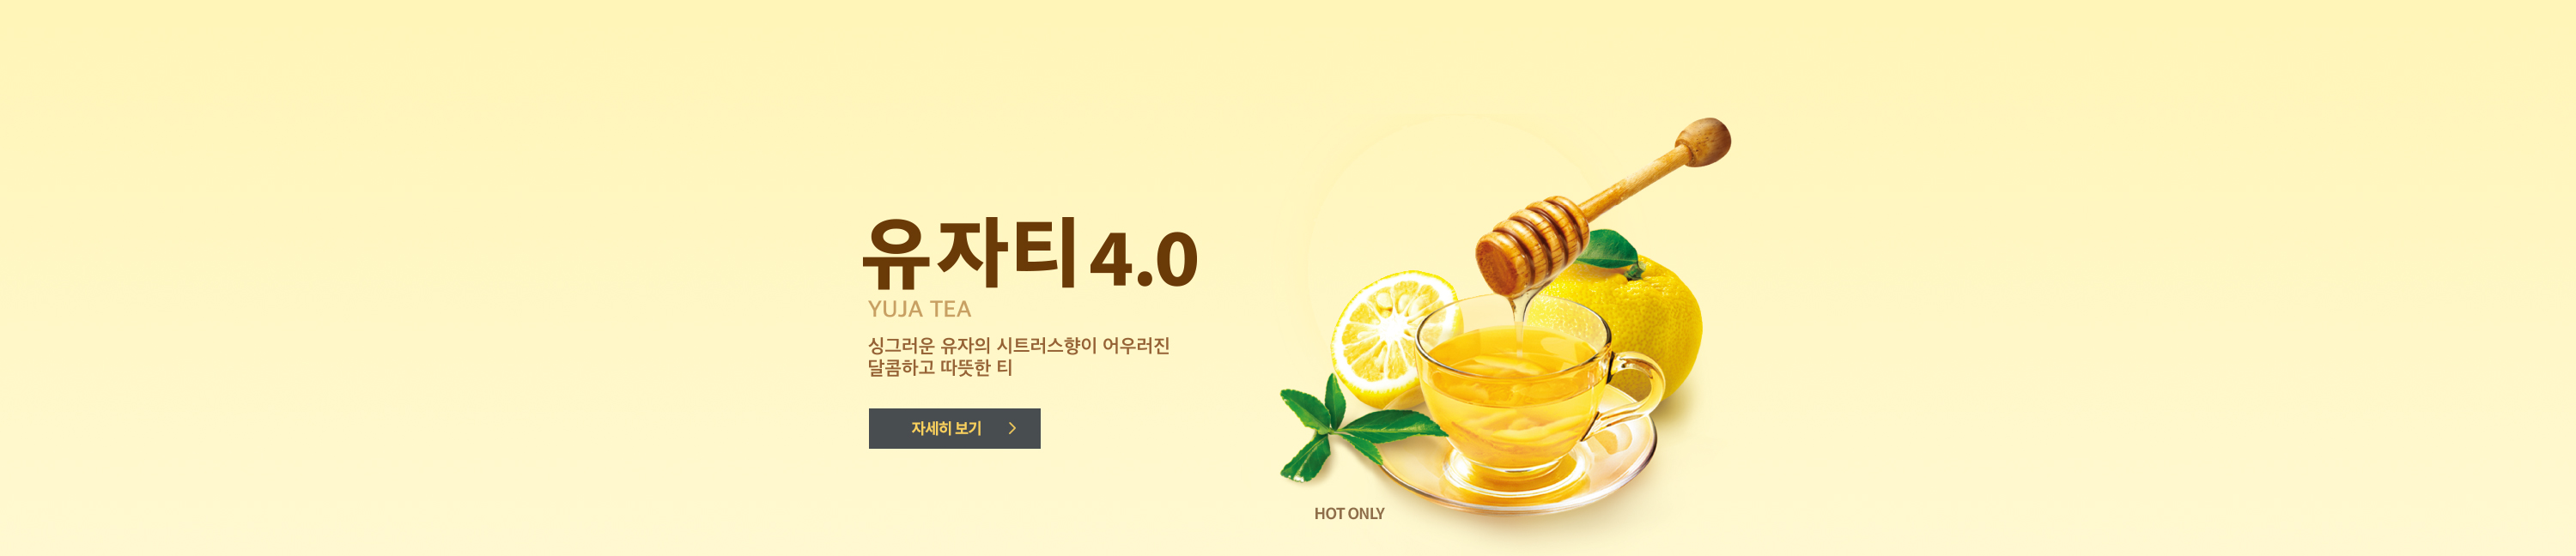 유자티 4.0
YUJA TEA
싱그러운 유자의 시트러스향이 어우러진
달콤하고 따뜻한 티
자세히 보기 >
HOT ONLY